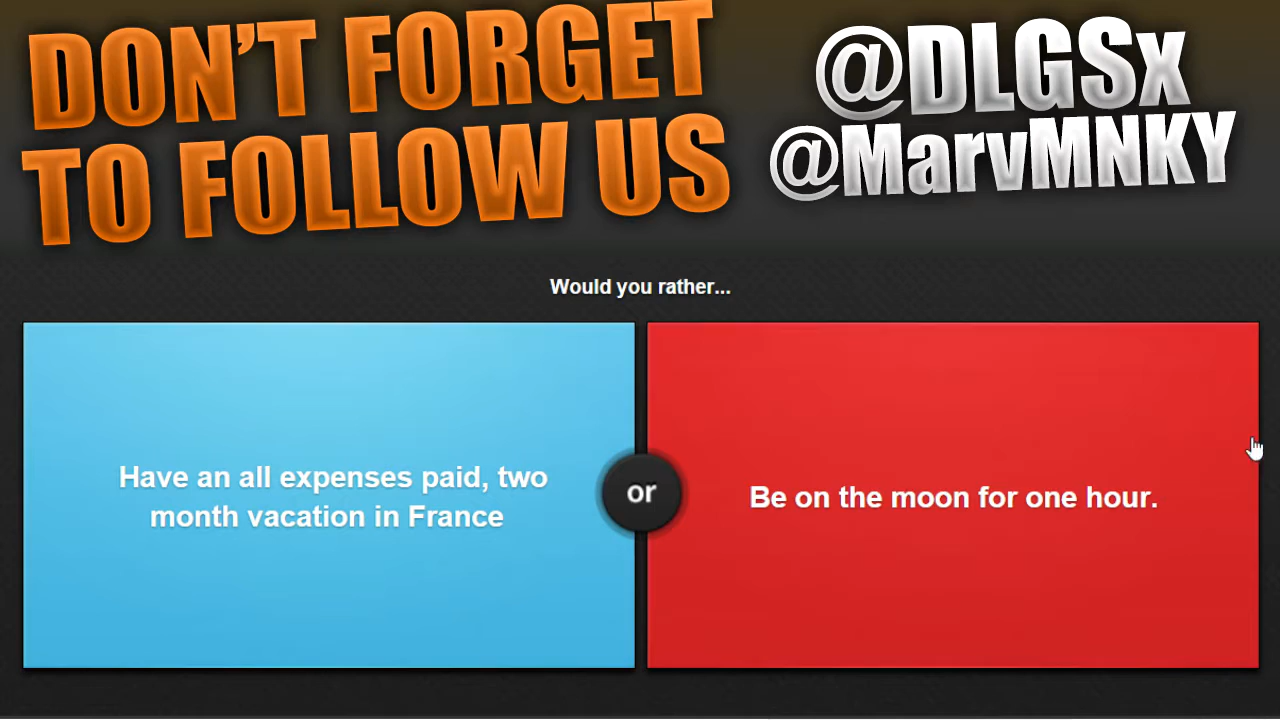 DON'T FORGET
TO FOLLOW US
@DLGSx
@MarvMNKY
Would you rather...
Have an all expenses paid, two
month vacation in France
or
Be on the moon for one hour.